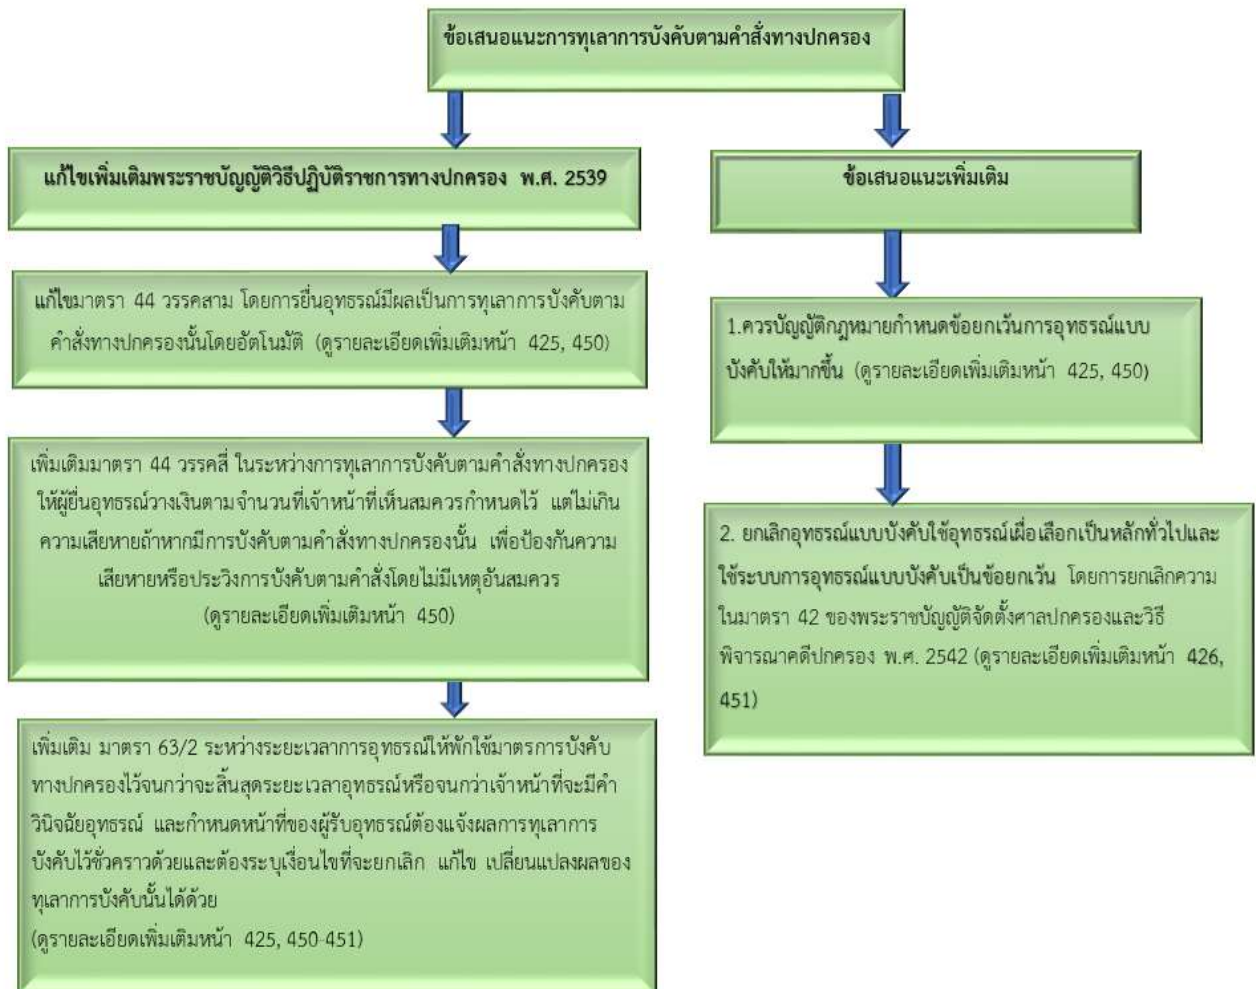 ข้อเสนอแนะการทุเลาการบังคับตามคำสั่งทางปกครอง
แก้ไขเพิ่มเติมพระราชบัญญัติวิธีปฏิบัติราชการทางปกครอง พ.ศ. 2539
แก้ไขมาตรา 44 วรรคสาม โดยการยื่นอุทธรณ์มีผลเป็นการทุเลาการบังคับตาม
คำสั่งทางปกครองนั้นโดยอัตโนมัติ (ดูรายละเอียดเพิ่มเติมหน้า 425, 450)
เพิ่มเติมมาตรา 44 วรรคสี่ ในระหว่างการทุเลาการบังคับตามคำสั่งทางปกครอง
ให้ผู้ยื่นอุทธรณ์วางเงินตามจำนวนที่เจ้าหน้าที่เห็นสมควรกำหนดไว้ แต่ไม่เกิน
ความเสียหายถ้าหากมีการบังคับตามคำสั่งทางปกครองนั้น เพื่อป้องกันความ
เสียหายหรือประวิงการบังคับตามคำสั่งโดยไม่มีเหตุอันสมควร
(ดูรายละเอียดเพิ่มเติมหน้า 450)
เพิ่มเติม มาตรา 63/2 ระหว่างระยะเวลาการอุทธรณ์ให้พักใช้มาตรการบังคับ
ทางปกครองไว้จนกว่าจะสิ้นสุดระยะเวลาอุทธรณ์หรือจนกว่าเจ้าหน้าที่จะมีคำ
วินิจฉัยอุทธรณ์ และกำหนดหน้าที่ของผู้รับอุทธรณ์ต้องแจ้งผลการทุเลาการ
บังคับไว้ชั่วคราวด้วยและต้องระบุเงื่อนไขที่จะยกเลิก แก้ไข เปลี่ยนแปลงผลของ
ทุเลาการบังคับนั้นได้ด้วย
(ดูรายละเอียดเพิ่มเติมหน้า 425, 450-451)
ข้อเสนอแนะเพิ่มเติม
1.ควรบัญญัติกฎหมายกำหนดข้อยกเว้นการอุทธรณ์แบบ
บังคับให้มากขึ้น (ดูรายละเอียดเพิ่มเติมหน้า 425, 450)
2. ยกเลิกอุทธรณ์แบบบังคับใช้อุทธรณ์เผื่อเลือกเป็นหลักทั่วไปและ
ใช้ระบบการอุทธรณ์แบบบังคับเป็นข้อยกเว้น โดยการยกเลิกความ
ในมาตรา 42 ของพระราชบัญญัติจัดตั้งศาลปกครองและวิธี
พิจารณาคดีปกครอง พ.ศ. 2542 (ดูรายละเอียดเพิ่มเติมหน้า 426,
451)